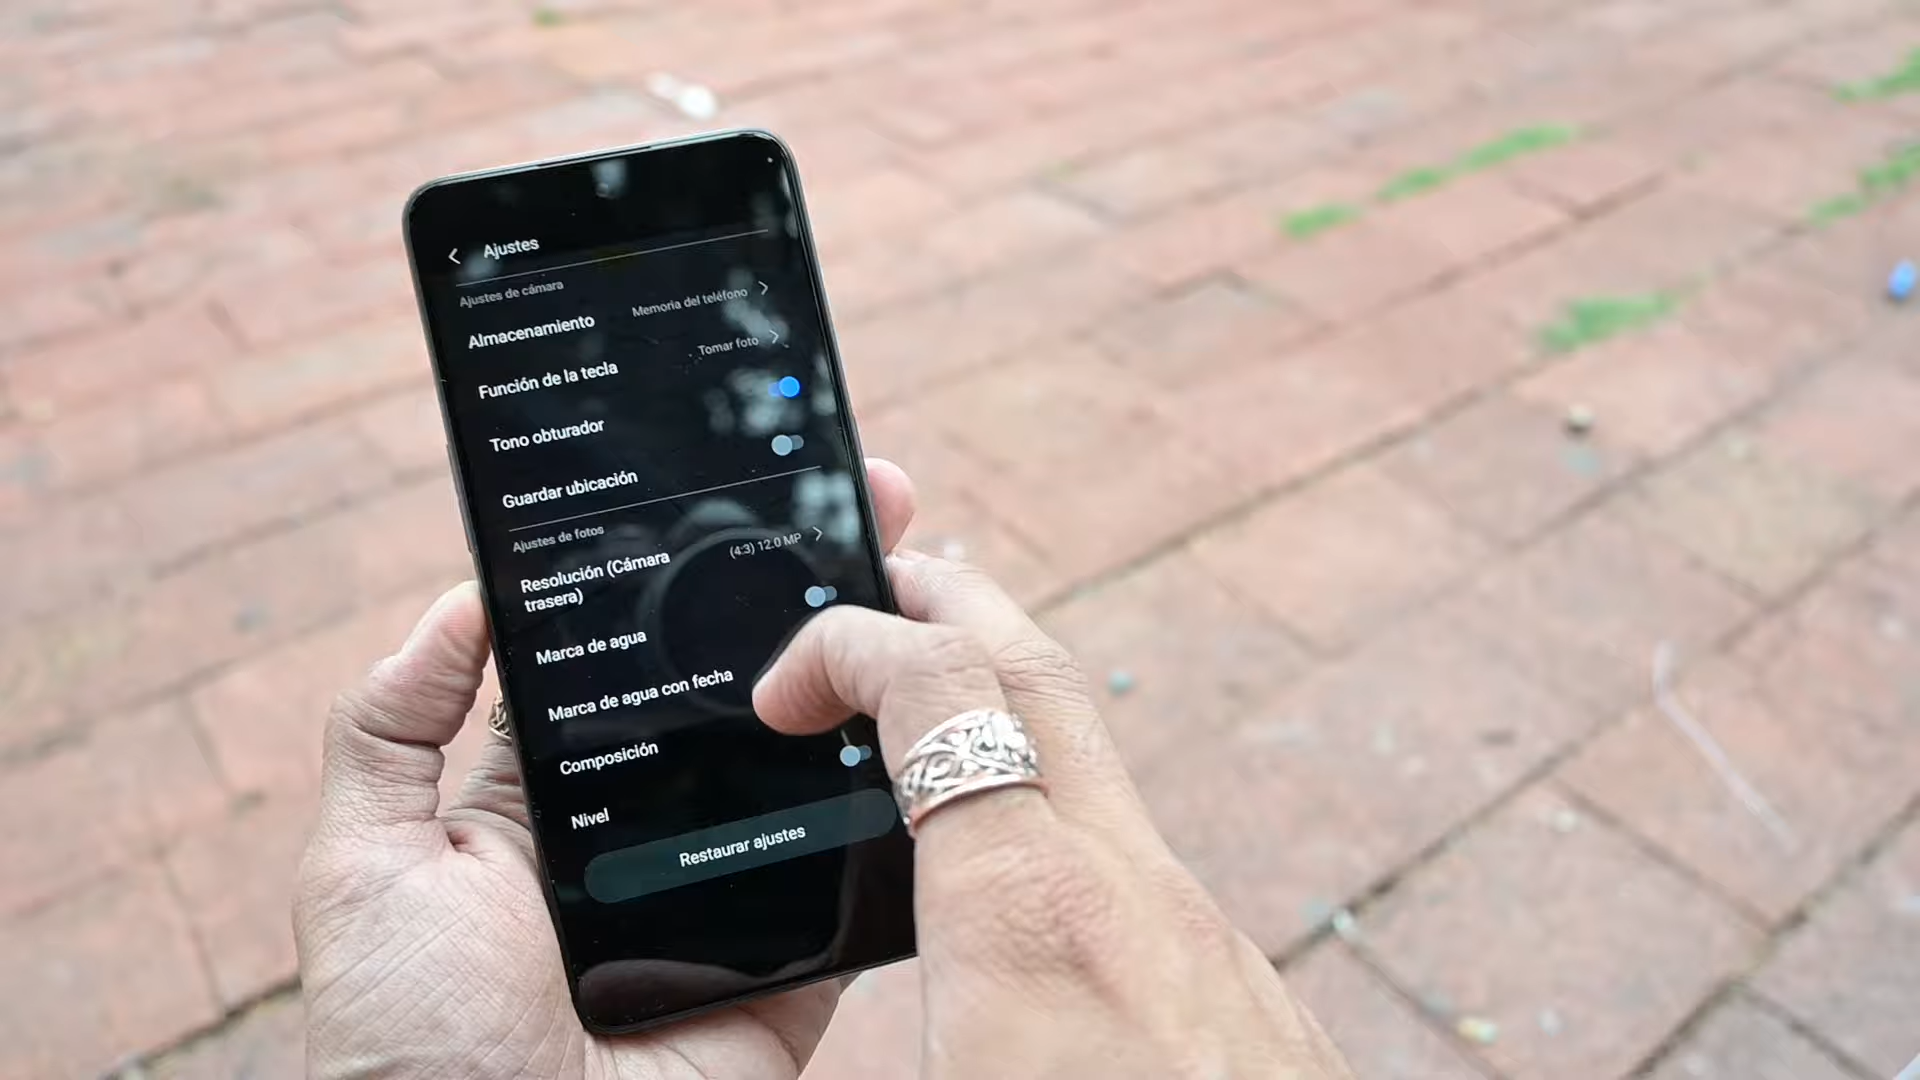 Ajustes
Ajustes de cámara
Almacenamiento Memoria del teléfono
Función de la tecla Tomar foto
Tono obturador
Guardar ubicación
Ajustes de fotos
Resolución (Cámara
trasera) (4:3) 12.0 MP
Marca de agua
Marca de agua con fecha
Composición
Nivel
Restaurar ajustes